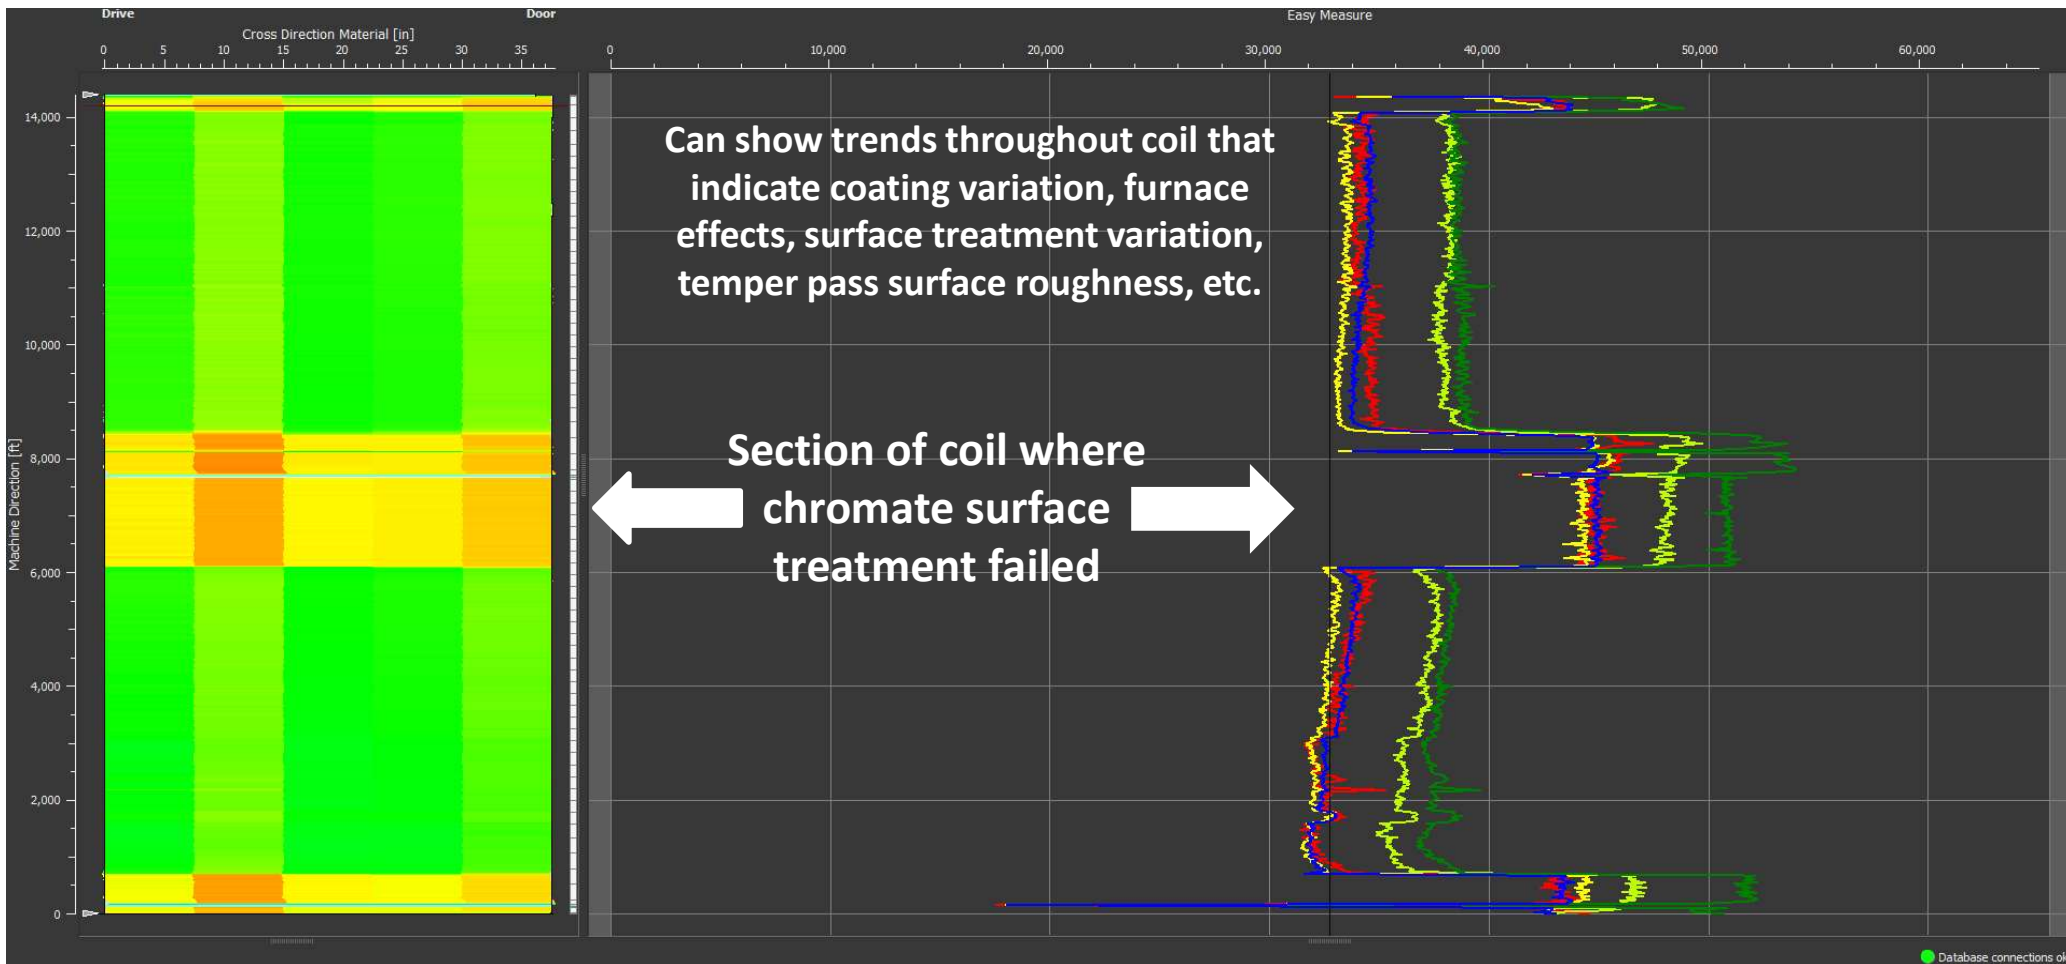 Drive
Door
Easy Measure
Cross Direction Material [in]
0 5 10 15 20 25 30 35
0 10,000 20,000 30,000 40,000 50,000 60,000
14,000
Can show trends throughout coil that
indicate coating variation, furnace
effects, surface treatment variation,
temper pass surface roughness, etc.
12,000
10,000
Machine Direction [ft]
8,000
Section of coil where
chromate surface
treatment failed
6,000
4,000
2,000
0
Database connections ok